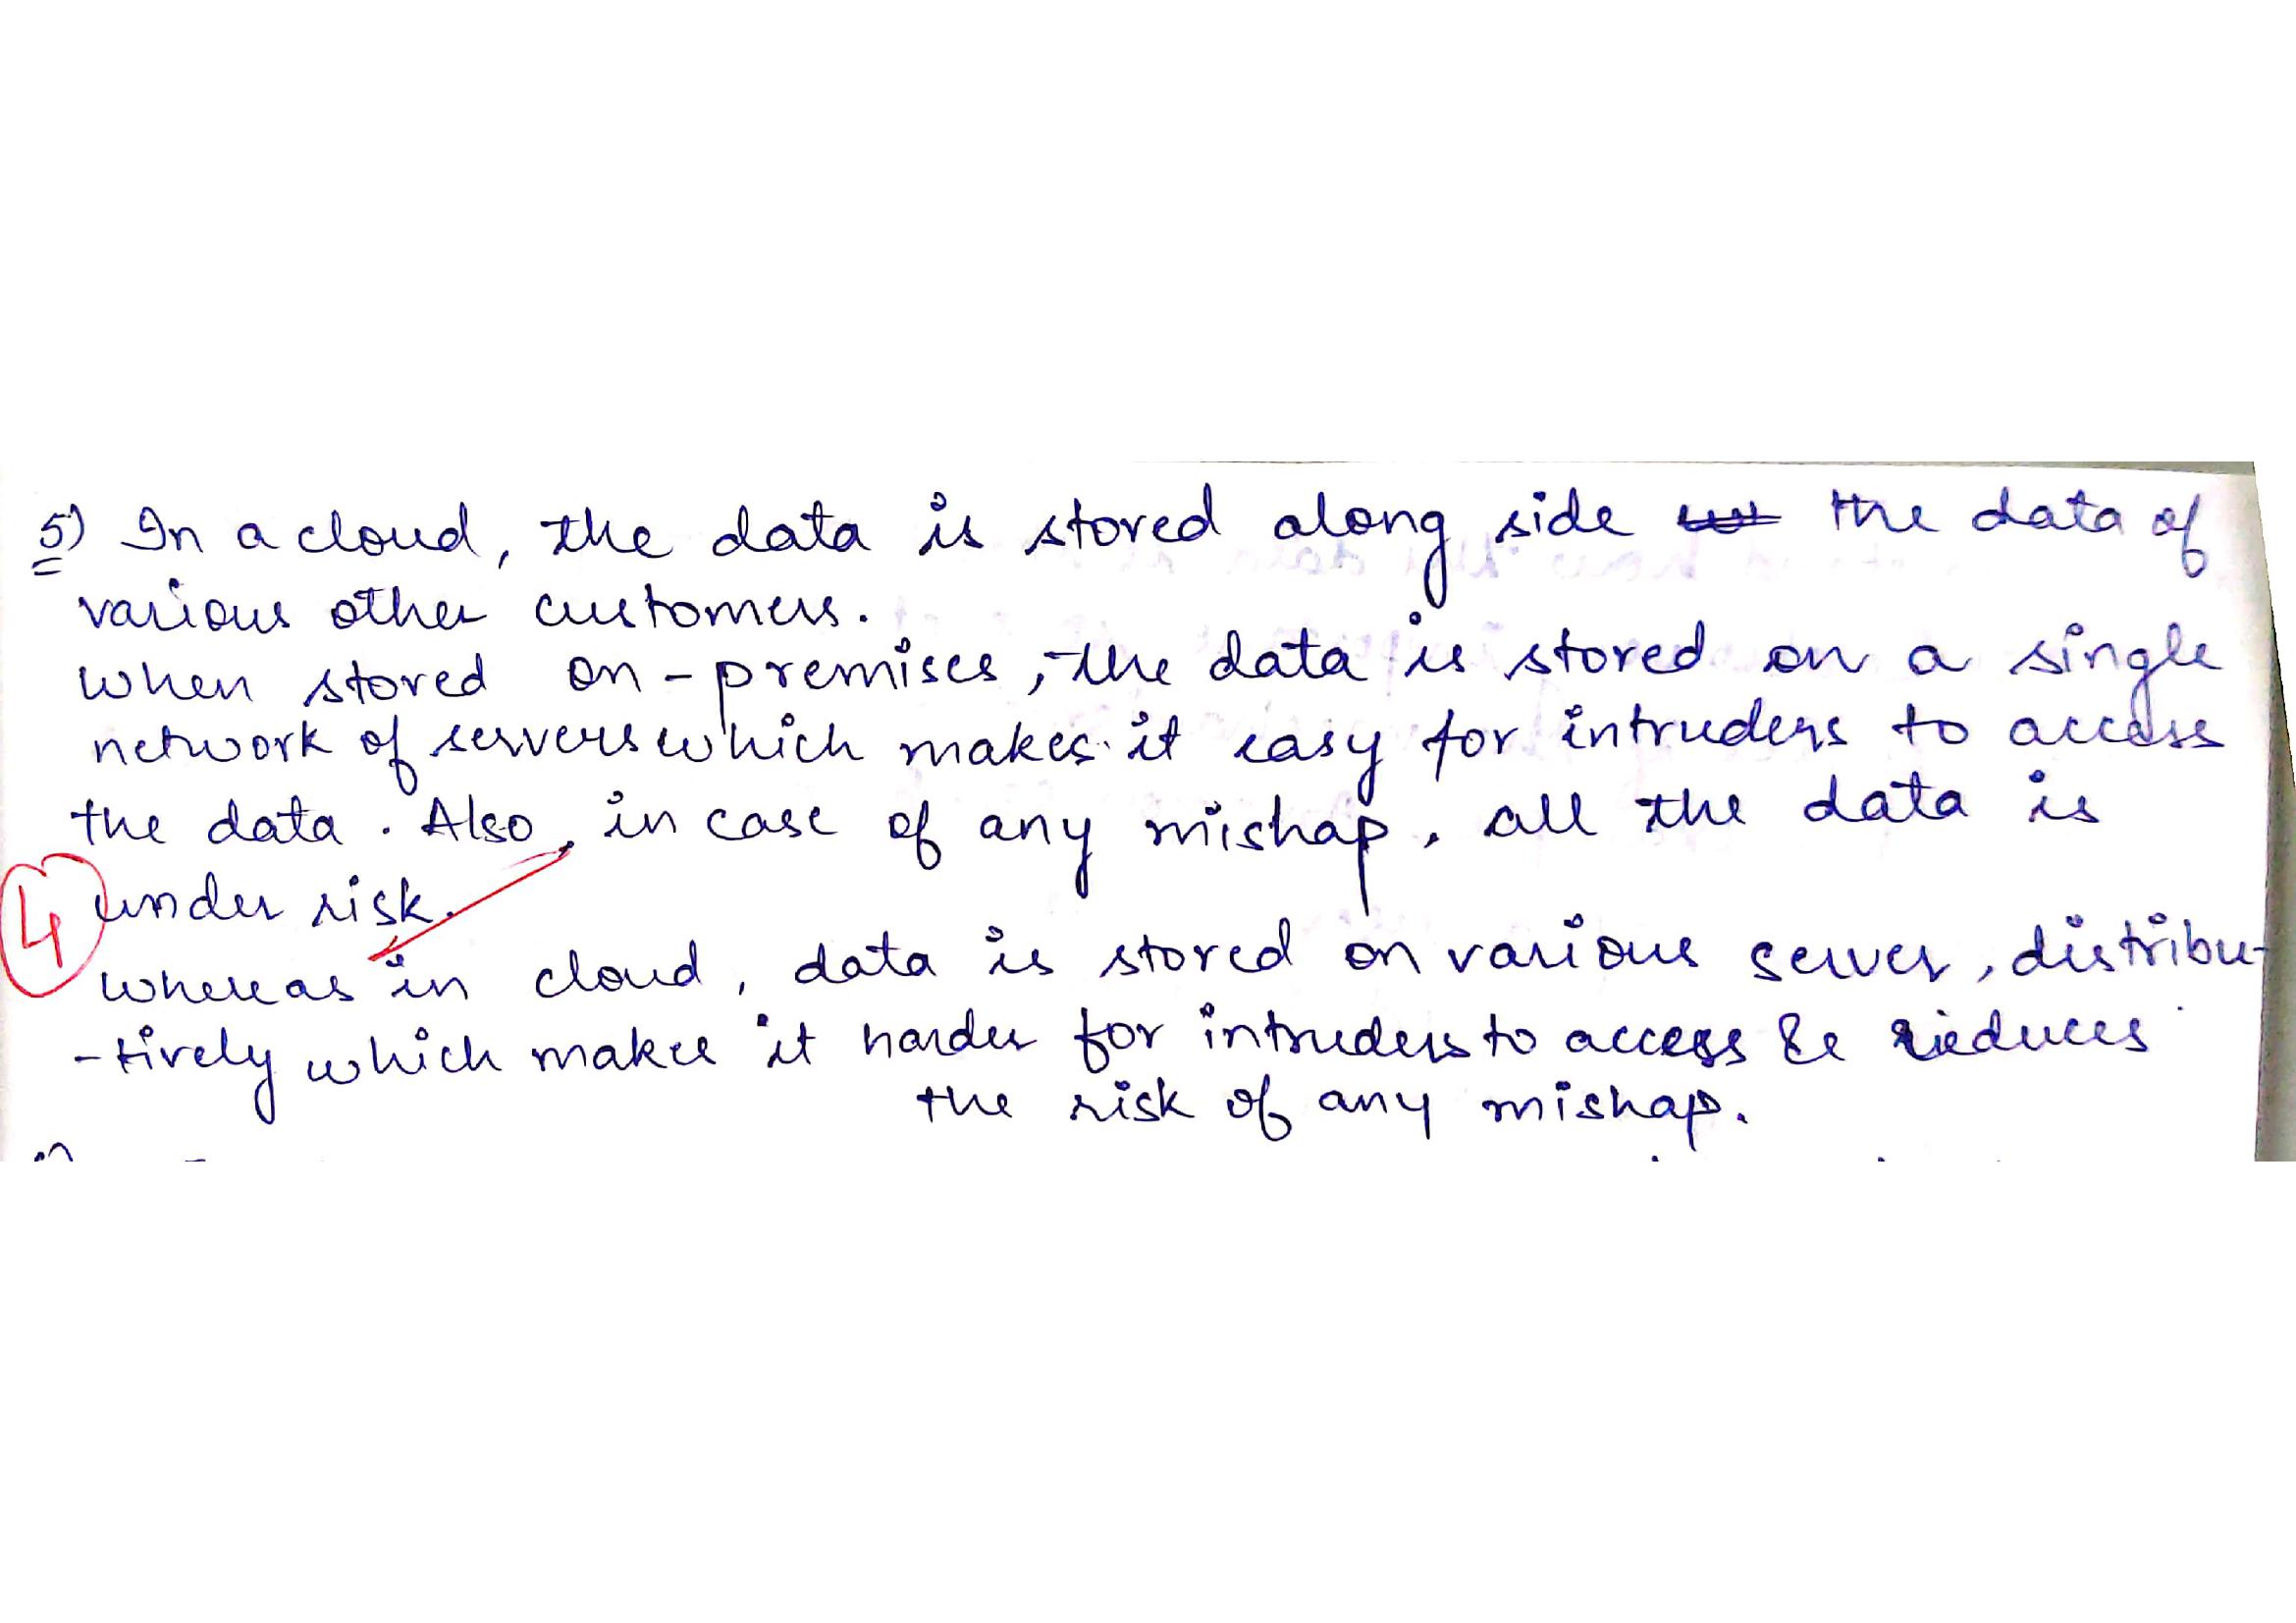 5) In a cloud, the data is stored along side the data of
various other customers.
when stored on-premises, the data is stored on a single
network of servers which makes it easy for intruders to access
the data. Also, in case of any mishap, all the data is
4 under risk.
whereas in cloud, data is stored on various server, distribu-
-tively which makes it harder for intruders to access & reduces
the risk of any mishap.